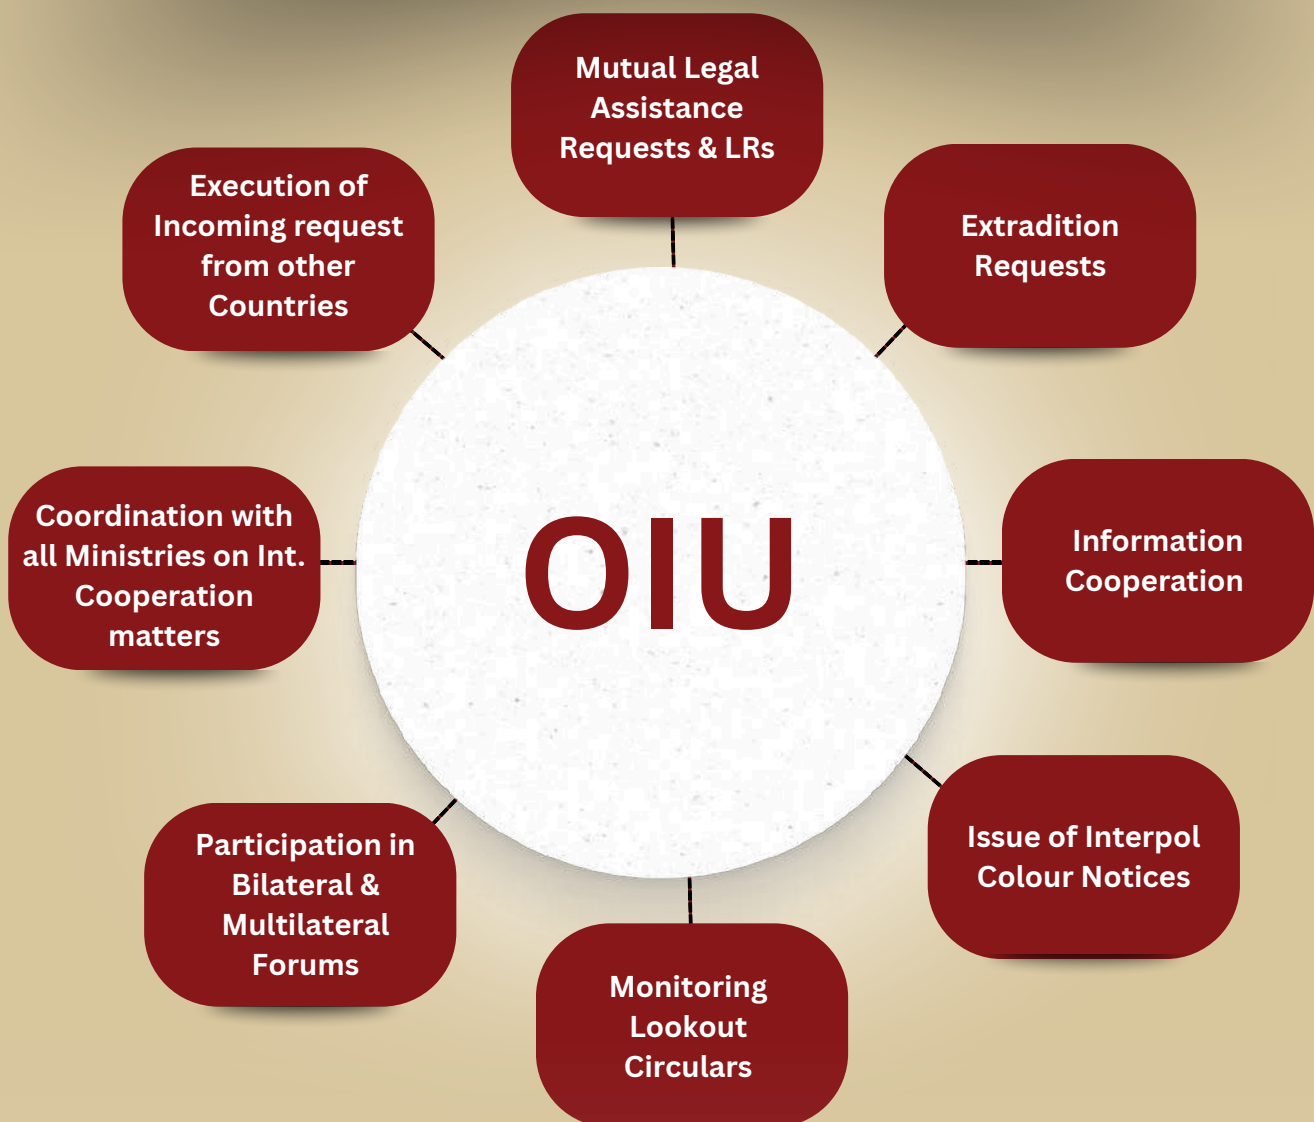 Mutual Legal
Assistance
Requests & LRs
Extradition
Requests
Information
Cooperation
Issue of Interpol
Colour Notices
Monitoring
Lookout
Circulars
Participation in
Bilateral &
Multilateral
Forums
Coordination with
all Ministries on Int.
Cooperation
matters
Execution of
Incoming request
from other
Countries
OIU